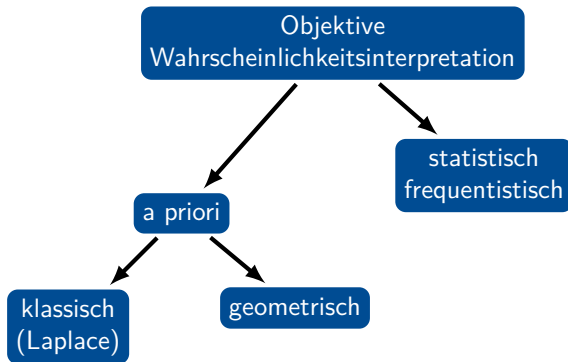 Objektive
Wahrscheinlichkeitsinterpretation
statistisch
frequentistisch
a priori
klassisch
(Laplace)
geometrisch